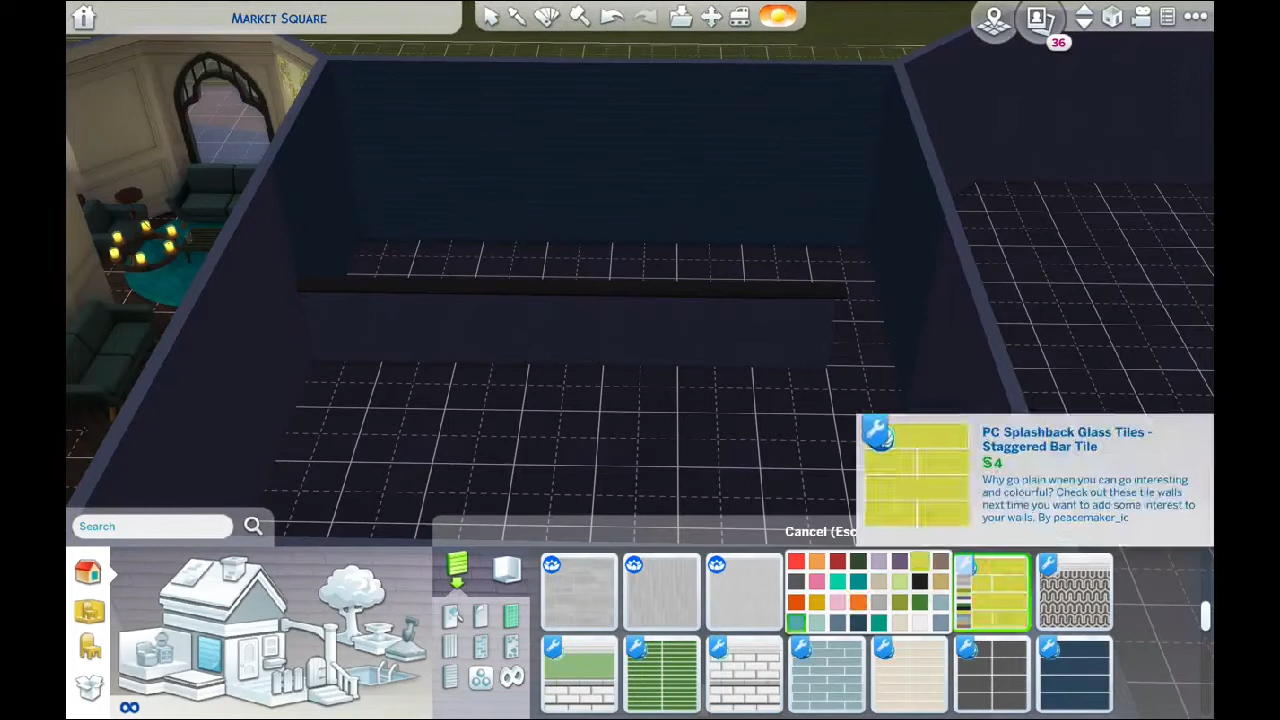 Market Square
36
PC Splashback Glass Tiles -
Staggered Bar Tile
§4
Why go plain when you can go interesting
and colourful? Check out these tile walls
next time you want to add some interest to
your walls. By peacemaker_ic
Search
Cancel (Esc